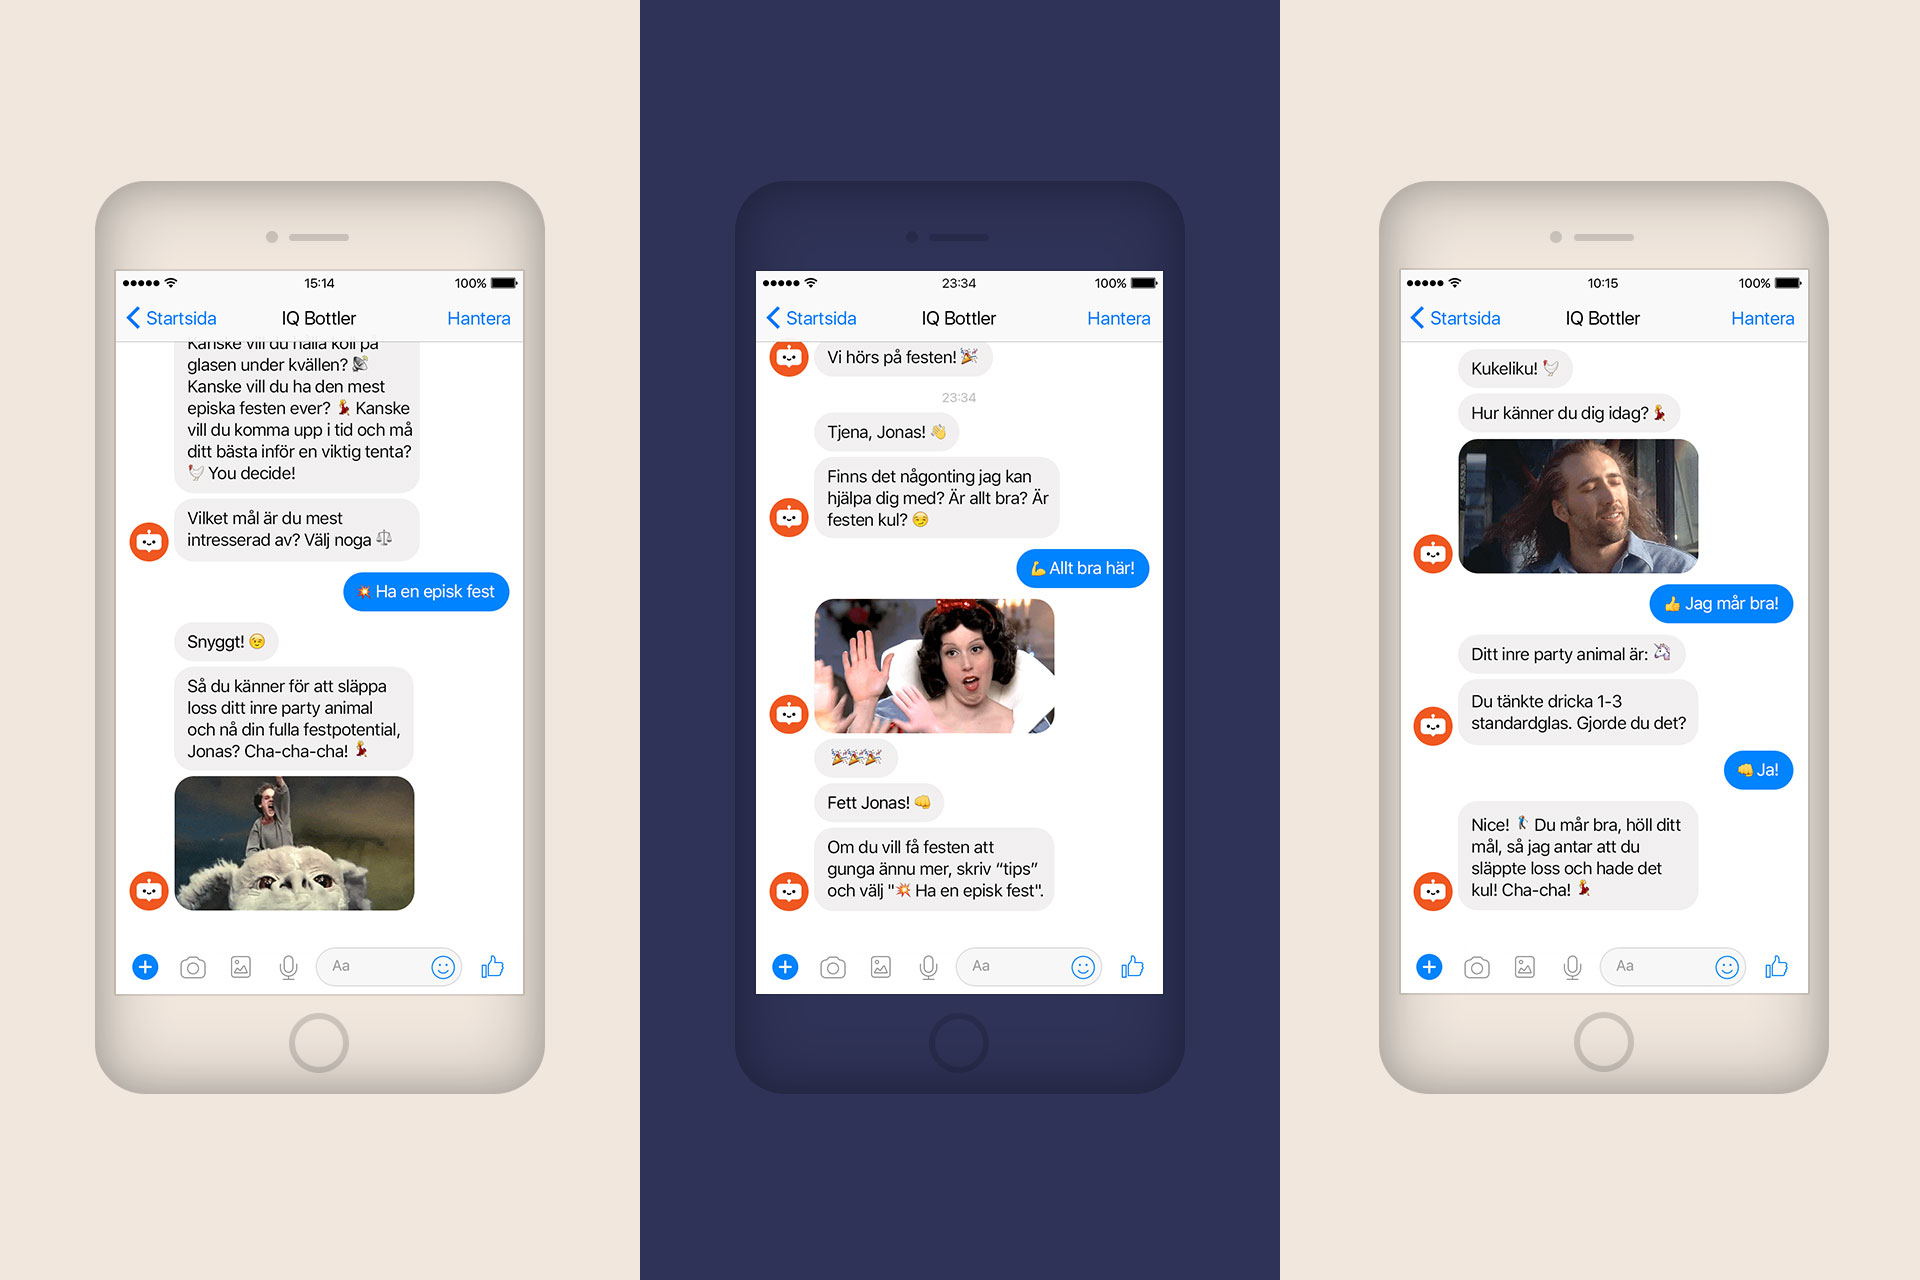 15:14
100%
Startsida
IQ Bottler
Hantera
Kanske vill du hålla koll på
glasen under kvällen? 📡
Kanske vill du ha den mest
episka festen ever? 💃 Kanske
vill du komma upp i tid och må
ditt bästa inför en viktig tenta?
🐓 You decide!
Vilket mål är du mest
intresserad av? Välj noga ⚖️
💥 Ha en episk fest
Snyggt! 😉
Så du känner för att släppa
loss ditt inre party animal
och nå din fulla festpotential,
Jonas? Cha-cha-cha! 💃
Aa
23:34
100%
Startsida
IQ Bottler
Hantera
Vi hörs på festen! 🎉
23:34
Tjena, Jonas! 👋
Finns det någonting jag kan
hjälpa dig med? Är allt bra? Är
festen kul? 😏
💪 Allt bra här!
🎉🎉🎉
Fett Jonas! 👊
Om du vill få festen att
gunga ännu mer, skriv “tips”
och välj "💥 Ha en episk fest".
Aa
10:15
100%
Startsida
IQ Bottler
Hantera
Kukeliku! 🐓
Hur känner du dig idag? 💃
👍 Jag mår bra!
Ditt inre party animal är: 🦄
Du tänkte dricka 1-3
standardglas. Gjorde du det?
👊 Ja!
Nice! 🏌 Du mår bra, höll ditt
mål, så jag antar att du
släppte loss och hade det
kul! Cha-cha! 💃
Aa